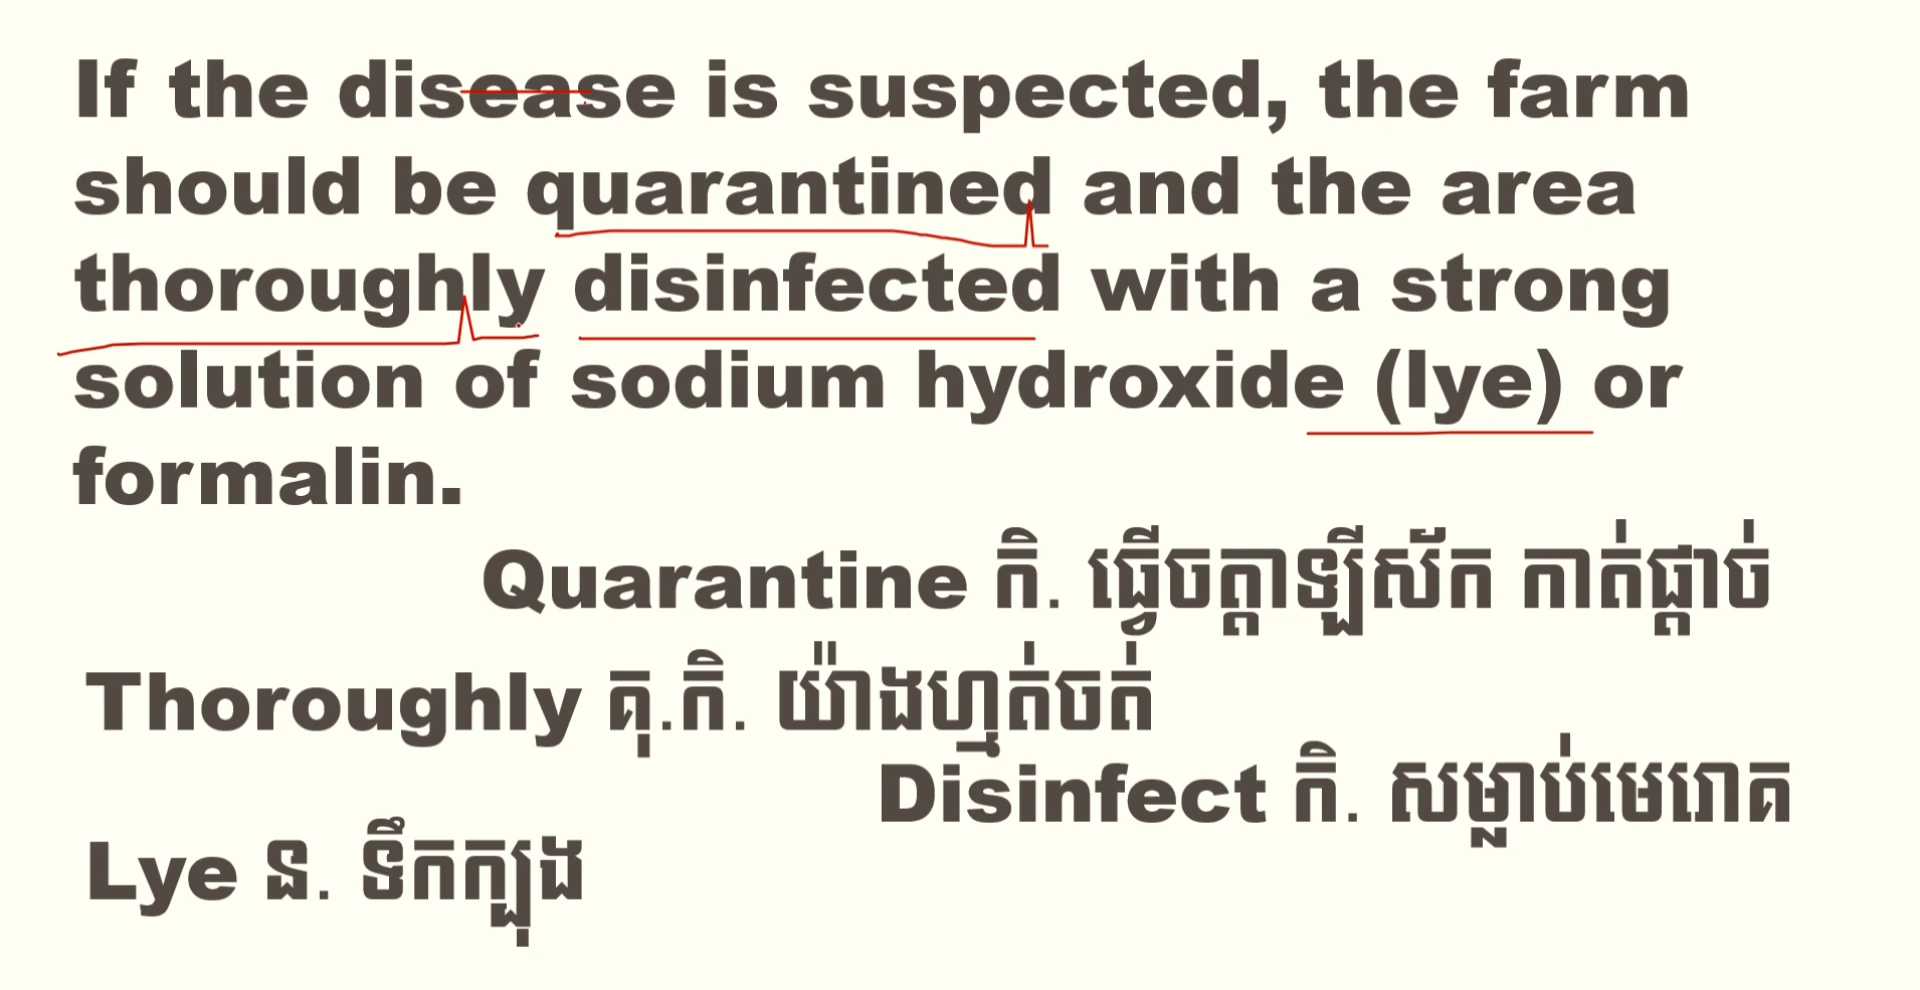 If the disease is suspected, the farm
should be quarantined and the area
thoroughly disinfected with a strong
solution of sodium hydroxide (lye) or
formalin.
Quarantine កិ. ធ្វើចត្តាឡីស័ក កាត់ផ្តាច់
Thoroughly គុ.កិ. យ៉ាងហ្មត់ចត់
Disinfect កិ. សម្លាប់មេរោគ
Lye ន. ទឹកក្បុង